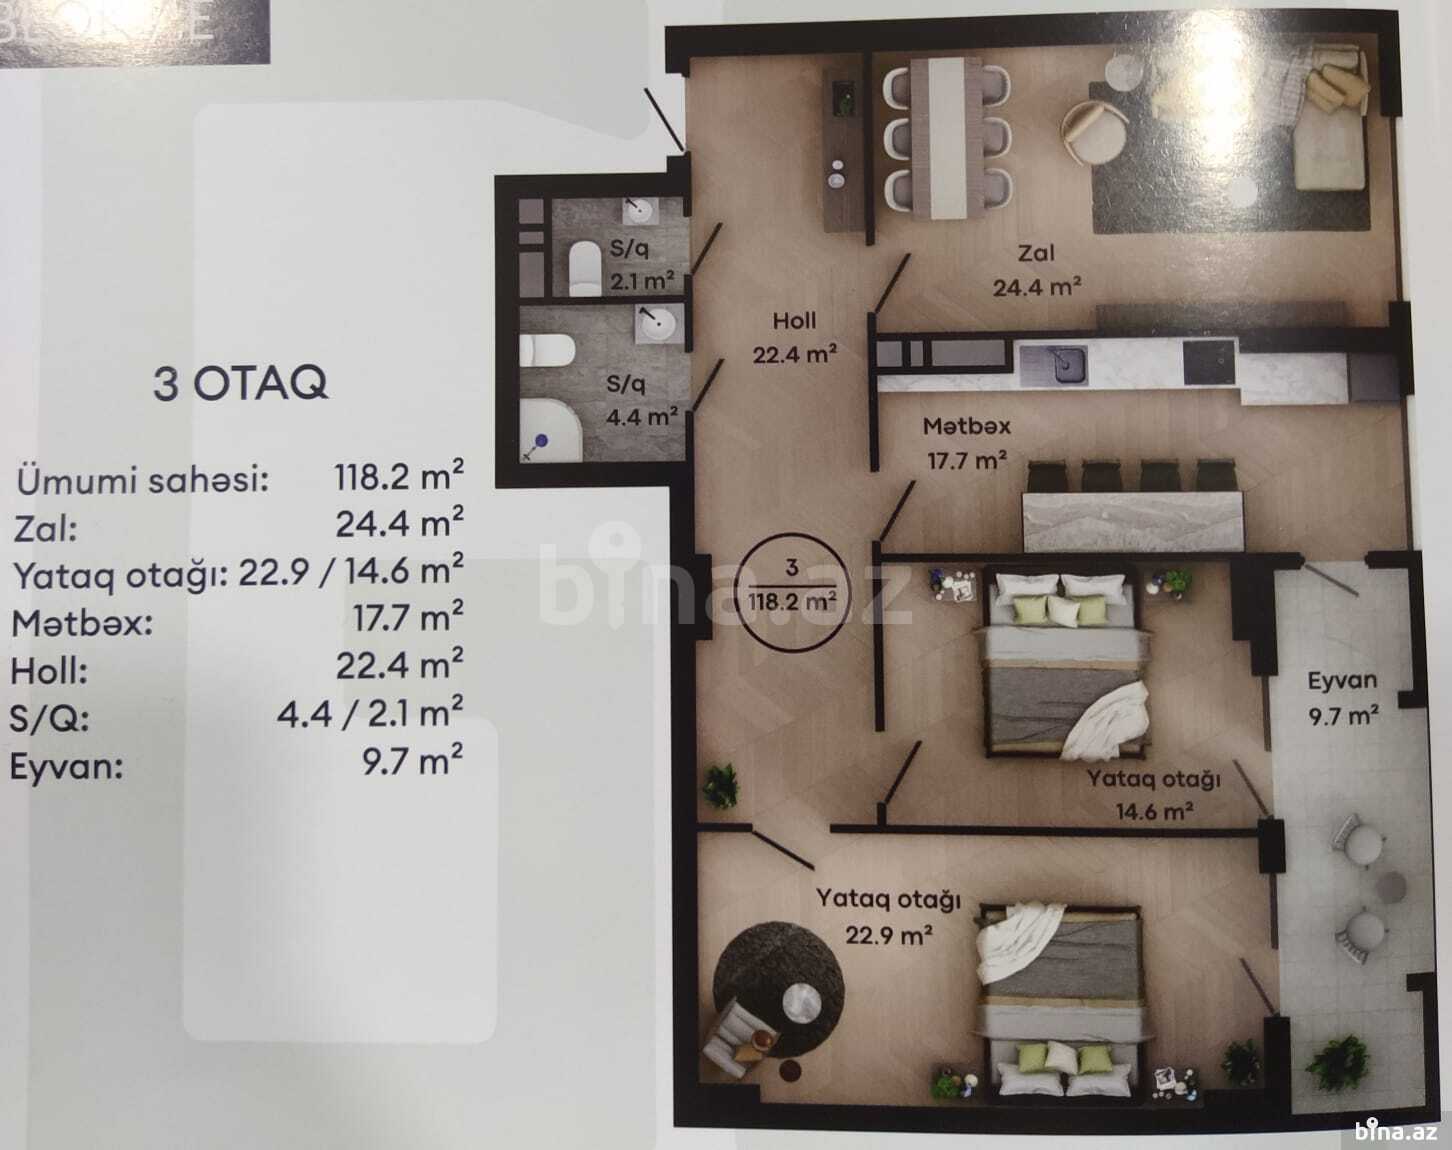 3 OTAQ
Ümumi sahəsi: 118.2 m²
Zal: 24.4 m²
Yataq otağı: 22.9 / 14.6 m²
Mətbəx: 17.7 m²
Holl: 22.4 m²
S/Q: 4.4 / 2.1 m²
Eyvan: 9.7 m²
S/q
2.1 m²
S/q
4.4 m²
Holl
22.4 m²
Zal
24.4 m²
Mətbəx
17.7 m²
3
118.2 m²
Yataq otağı
14.6 m²
Eyvan
9.7 m²
Yataq otağı
22.9 m²
bina.az
bina.az